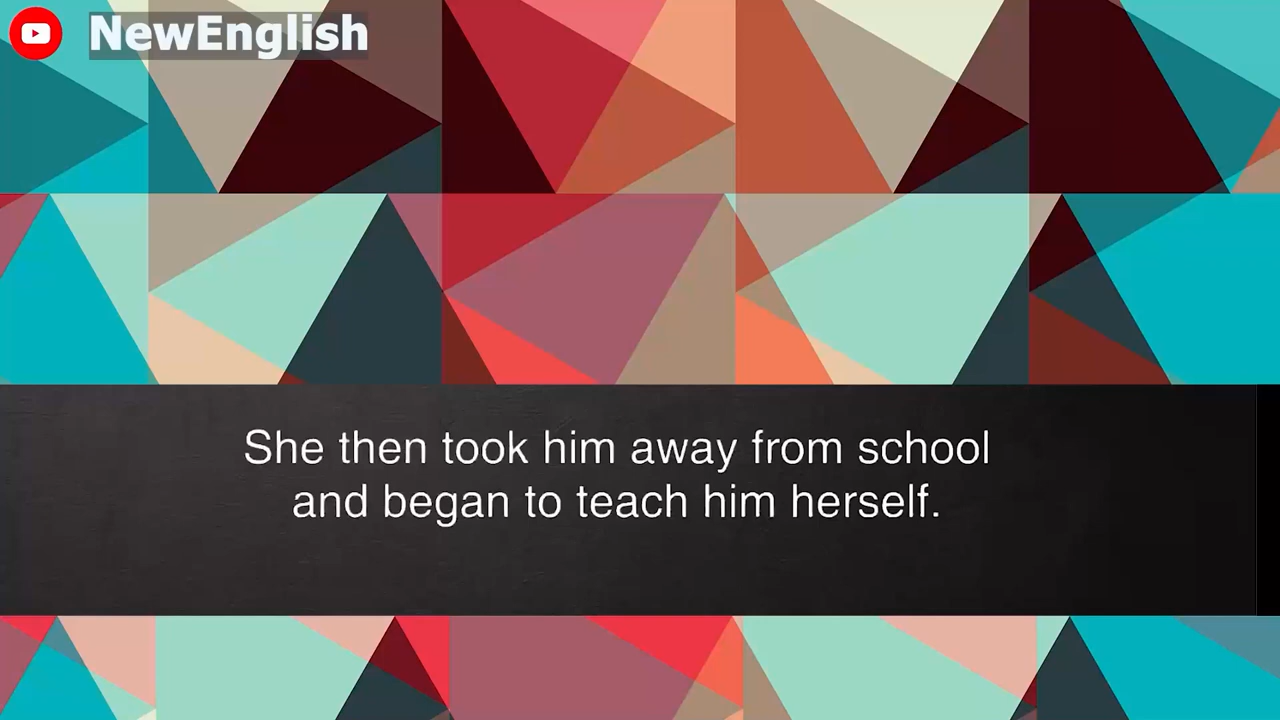 NewEnglish
She then took him away from school
and began to teach him herself.